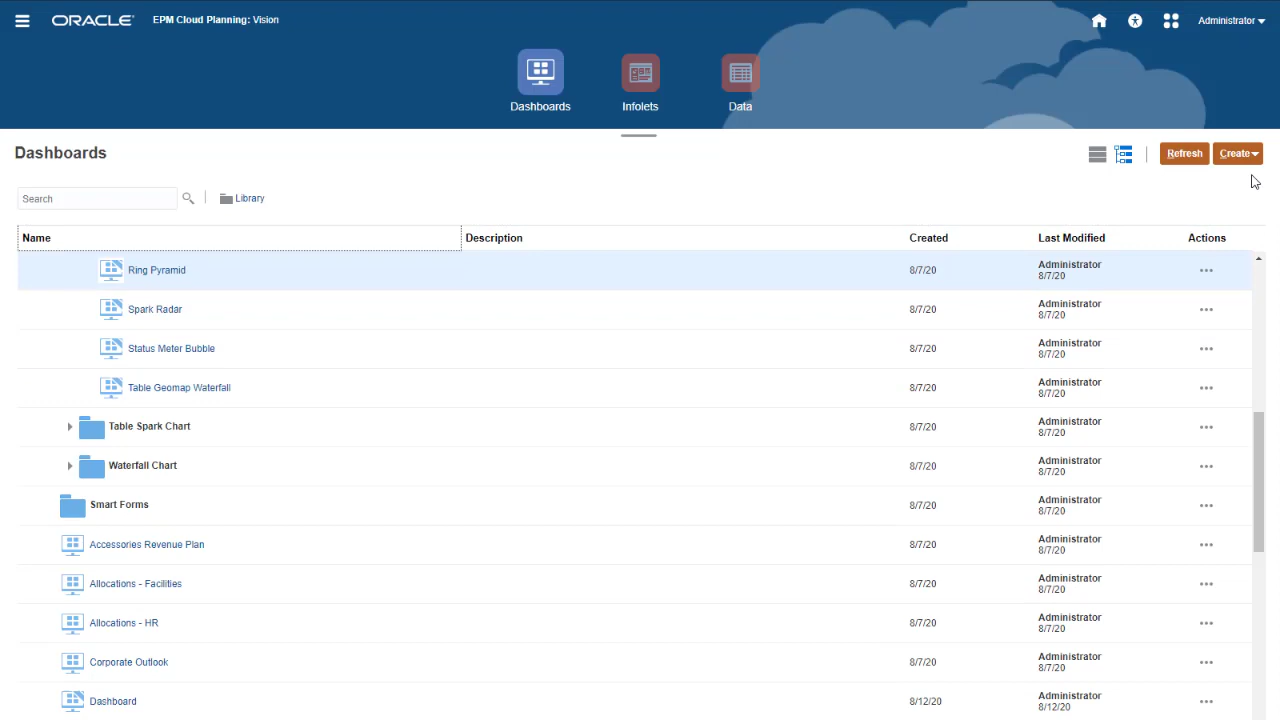 ORACLE EPM Cloud Planning: Vision Administrator
Dashboards Infolets Data
Dashboards Refresh Create
Search Library
Name Description Created Last Modified Actions
Ring Pyramid 8/7/20 Administrator
8/7/20
Spark Radar 8/7/20 Administrator
8/7/20
Status Meter Bubble 8/7/20 Administrator
8/7/20
Table Geomap Waterfall 8/7/20 Administrator
8/7/20
Table Spark Chart 8/7/20 Administrator
8/7/20
Waterfall Chart 8/7/20 Administrator
8/7/20
Smart Forms 8/7/20 Administrator
8/7/20
Accessories Revenue Plan 8/7/20 Administrator
8/7/20
Allocations - Facilities 8/7/20 Administrator
8/7/20
Allocations - HR 8/7/20 Administrator
8/7/20
Corporate Outlook 8/7/20 Administrator
8/7/20
Dashboard 8/12/20 Administrator
8/12/20